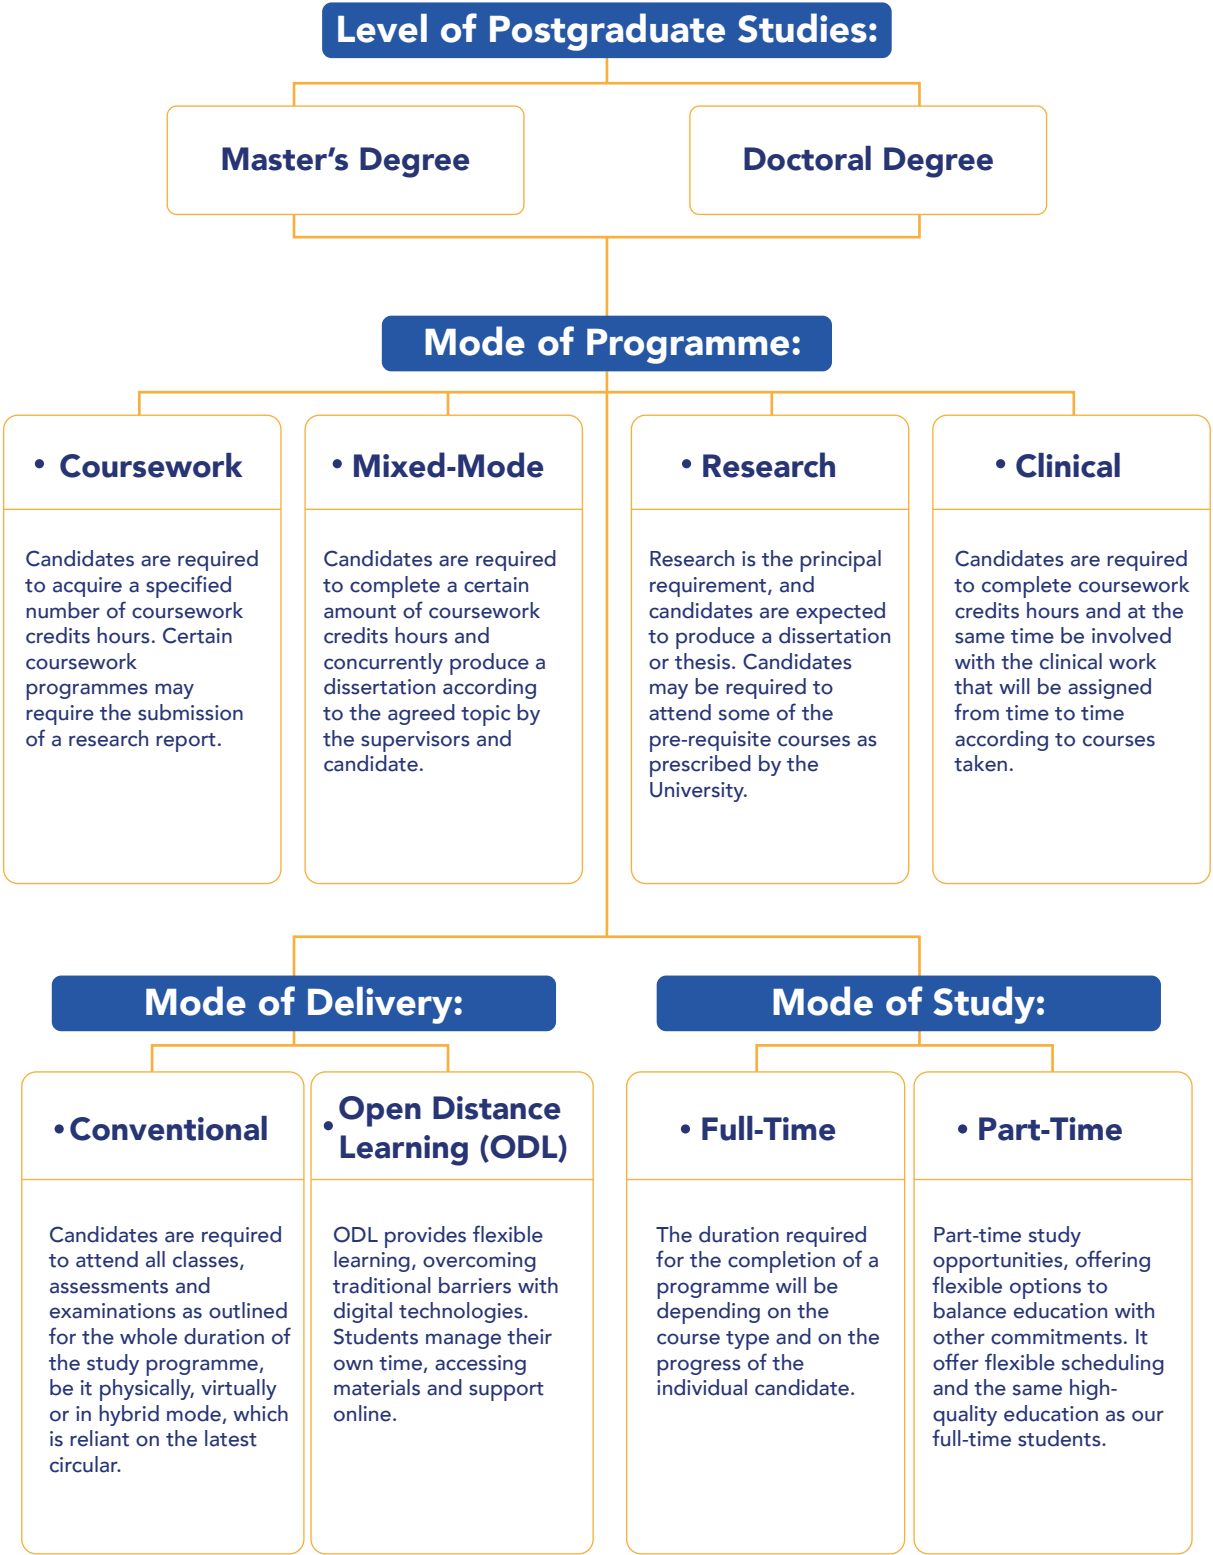 Level of Postgraduate Studies:
Master’s Degree
Doctoral Degree
Mode of Programme:
• Coursework
Candidates are required
to acquire a specified
number of coursework
credits hours. Certain
coursework
programmes may
require the submission
of a research report.
• Mixed-Mode
Candidates are required
to complete a certain
amount of coursework
credits hours and
concurrently produce a
dissertation according
to the agreed topic by
the supervisors and
candidate.
• Research
Research is the principal
requirement, and
candidates are expected
to produce a dissertation
or thesis. Candidates
may be required to
attend some of the
pre-requisite courses as
prescribed by the
University.
• Clinical
Candidates are required
to complete coursework
credits hours and at the
same time be involved
with the clinical work
that will be assigned
from time to time
according to courses
taken.
Mode of Delivery:
• Conventional
Candidates are required
to attend all classes,
assessments and
examinations as outlined
for the whole duration of
the study programme,
be it physically, virtually
or in hybrid mode, which
is reliant on the latest
circular.
• Open Distance
Learning (ODL)
ODL provides flexible
learning, overcoming
traditional barriers with
digital technologies.
Students manage their
own time, accessing
materials and support
online.
Mode of Study:
• Full-Time
The duration required
for the completion of a
programme will be
depending on the
course type and on the
progress of the
individual candidate.
• Part-Time
Part-time study
opportunities, offering
flexible options to
balance education with
other commitments. It
offer flexible scheduling
and the same high-
quality education as our
full-time students.